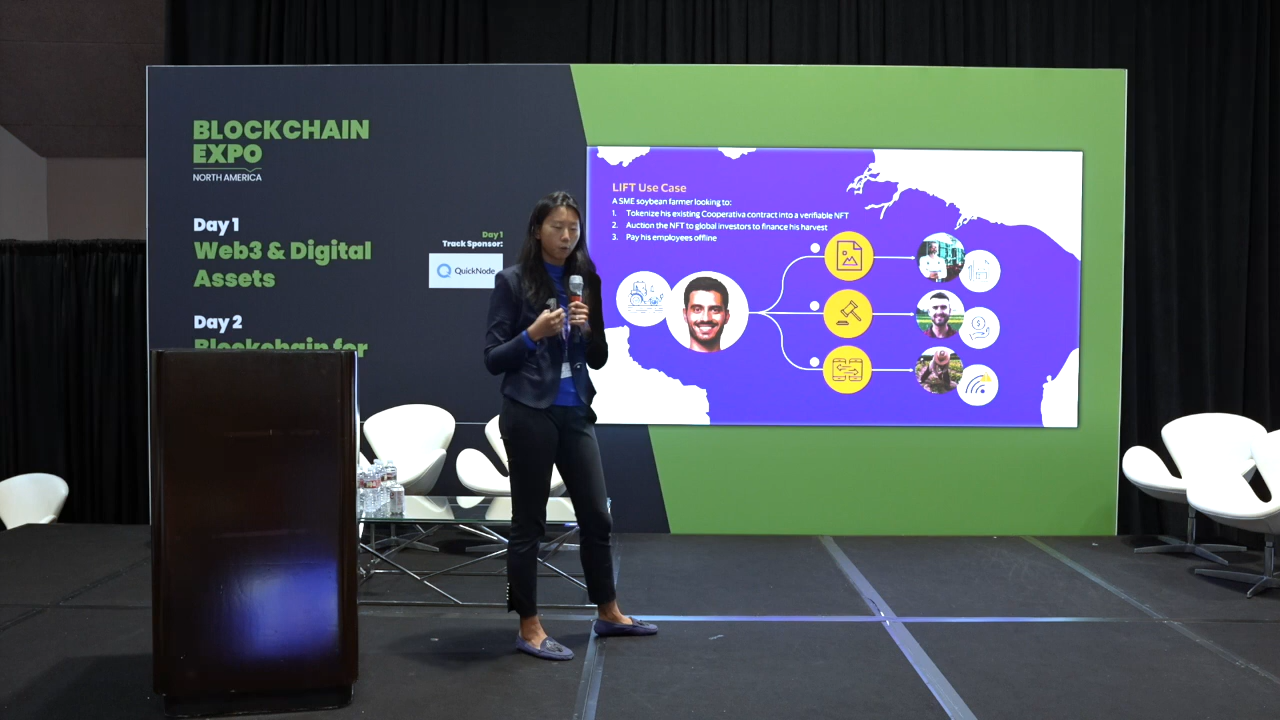 BLOCKCHAIN
EXPO
NORTH AMERICA
Day 1
Web3 & Digital
Assets
Day 2
Blockchain for
Day 1
Track Sponsor:
QuickNode
LIFT Use Case
A SME soybean farmer looking to:
1. Tokenize his existing Cooperativa contract into a verifiable NFT
2. Auction the NFT to global investors to finance his harvest
3. Pay his employees offline